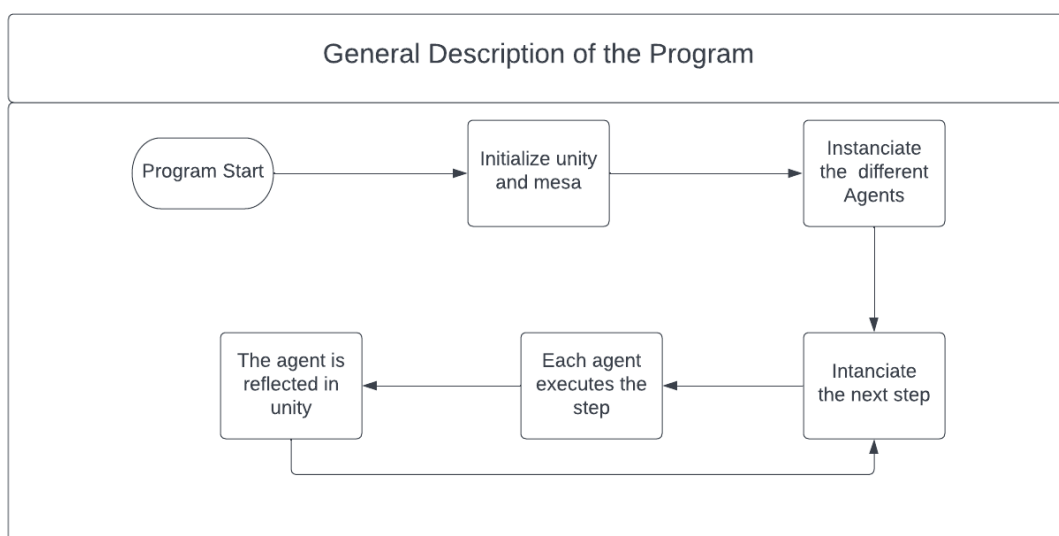 General Description of the Program
Program Start
Initialize unity
and mesa
Instanciate
the different
Agents
The agent is
reflected in
unity
Each agent
executes the
step
Intanciate
the next step